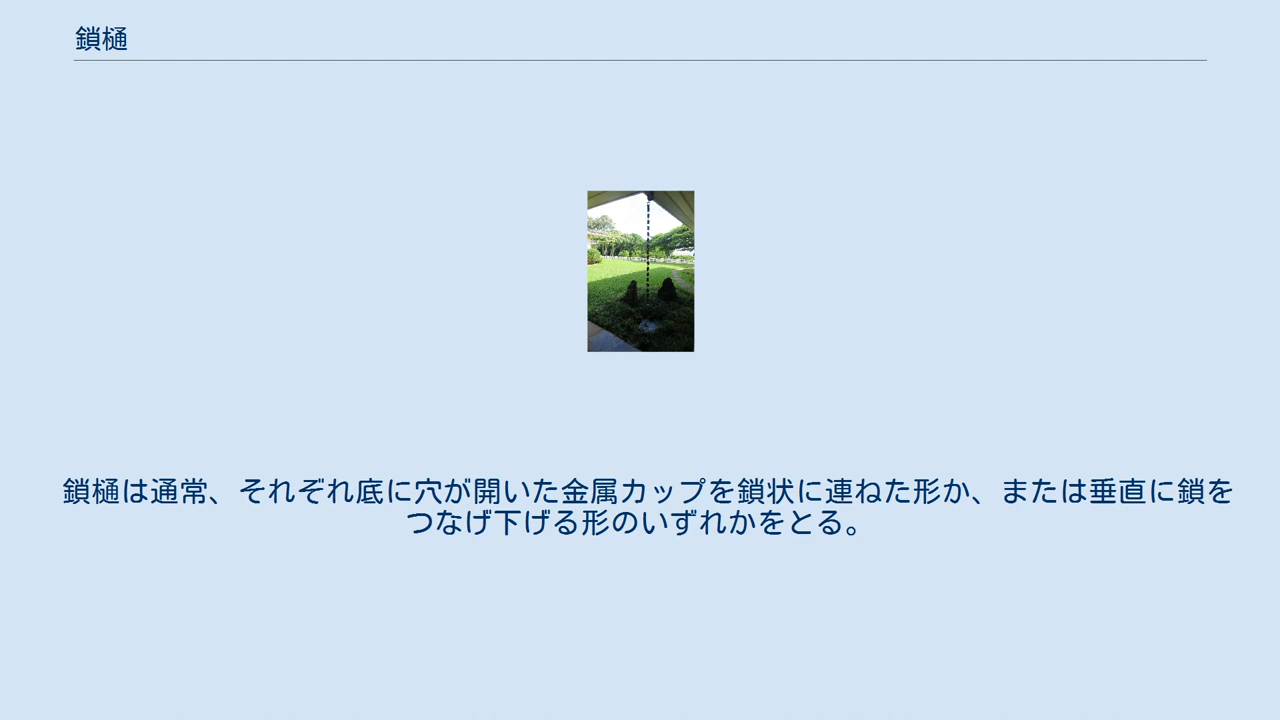 鎖樋
鎖樋は通常、それぞれ底に穴が開いた金属カップを鎖状に連ねた形か、または垂直に鎖を
つなげ下げる形のいずれかをとる。